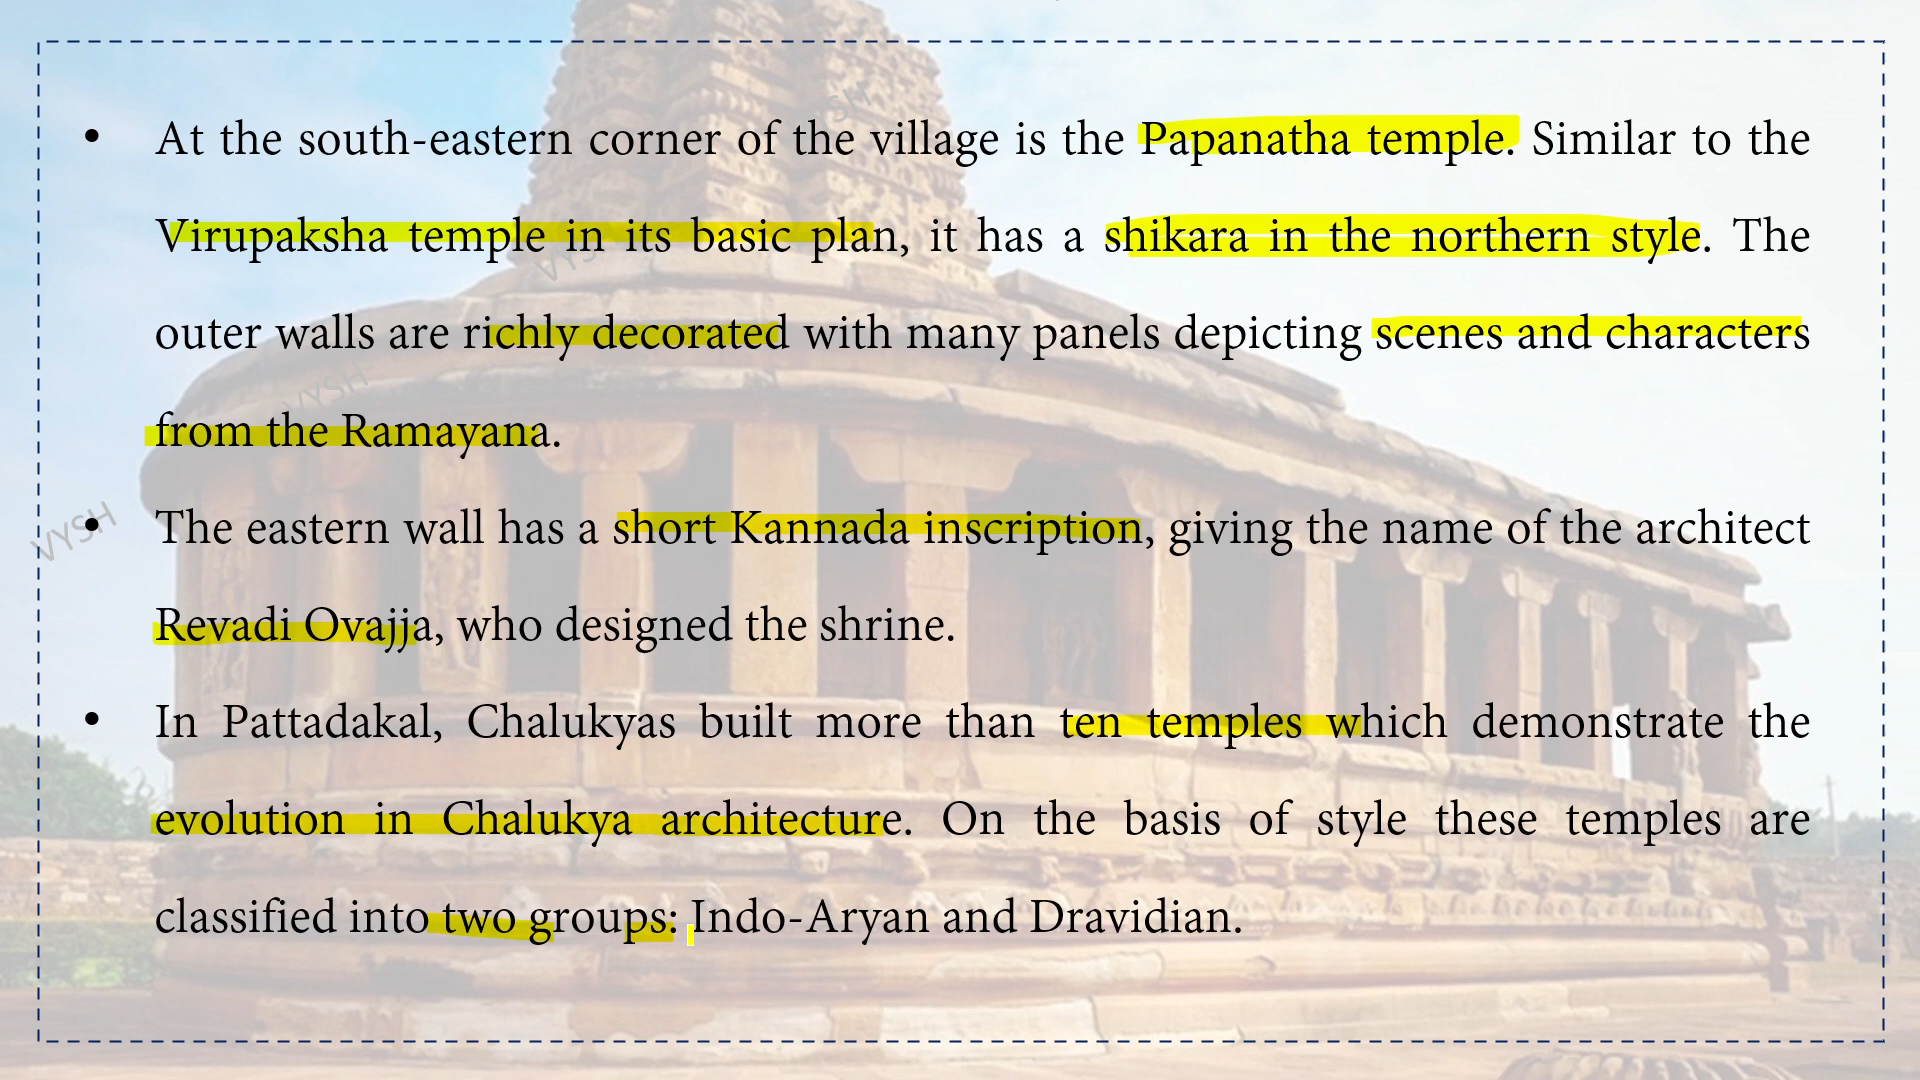 • At the south-eastern corner of the village is the Papanatha temple. Similar to the
Virupaksha temple in its basic plan, it has a shikara in the northern style. The
outer walls are richly decorated with many panels depicting scenes and characters
from the Ramayana.
• The eastern wall has a short Kannada inscription, giving the name of the architect
Revadi Ovajja, who designed the shrine.
• In Pattadakal, Chalukyas built more than ten temples which demonstrate the
evolution in Chalukya architecture. On the basis of style these temples are
classified into two groups: Indo-Aryan and Dravidian.
VYSH
VYSH